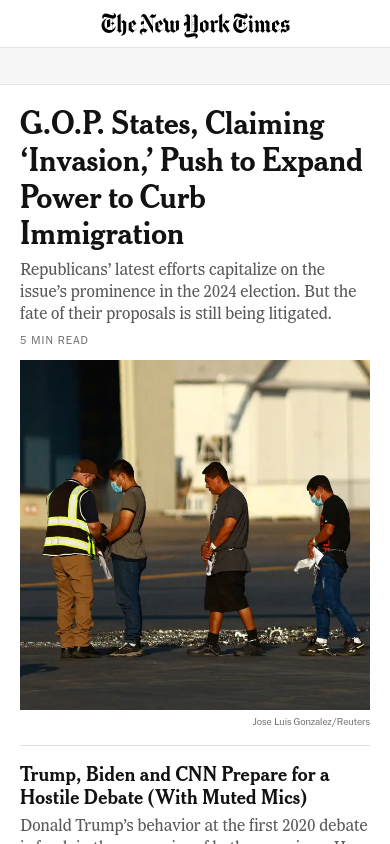 The New York Times
G.O.P. States, Claiming
‘Invasion,’ Push to Expand
Power to Curb
Immigration
Republicans’ latest efforts capitalize on the
issue’s prominence in the 2024 election. But the
fate of their proposals is still being litigated.
5 MIN READ
Jose Luis Gonzalez/Reuters
Trump, Biden and CNN Prepare for a
Hostile Debate (With Muted Mics)
Donald Trump’s behavior at the first 2020 debate